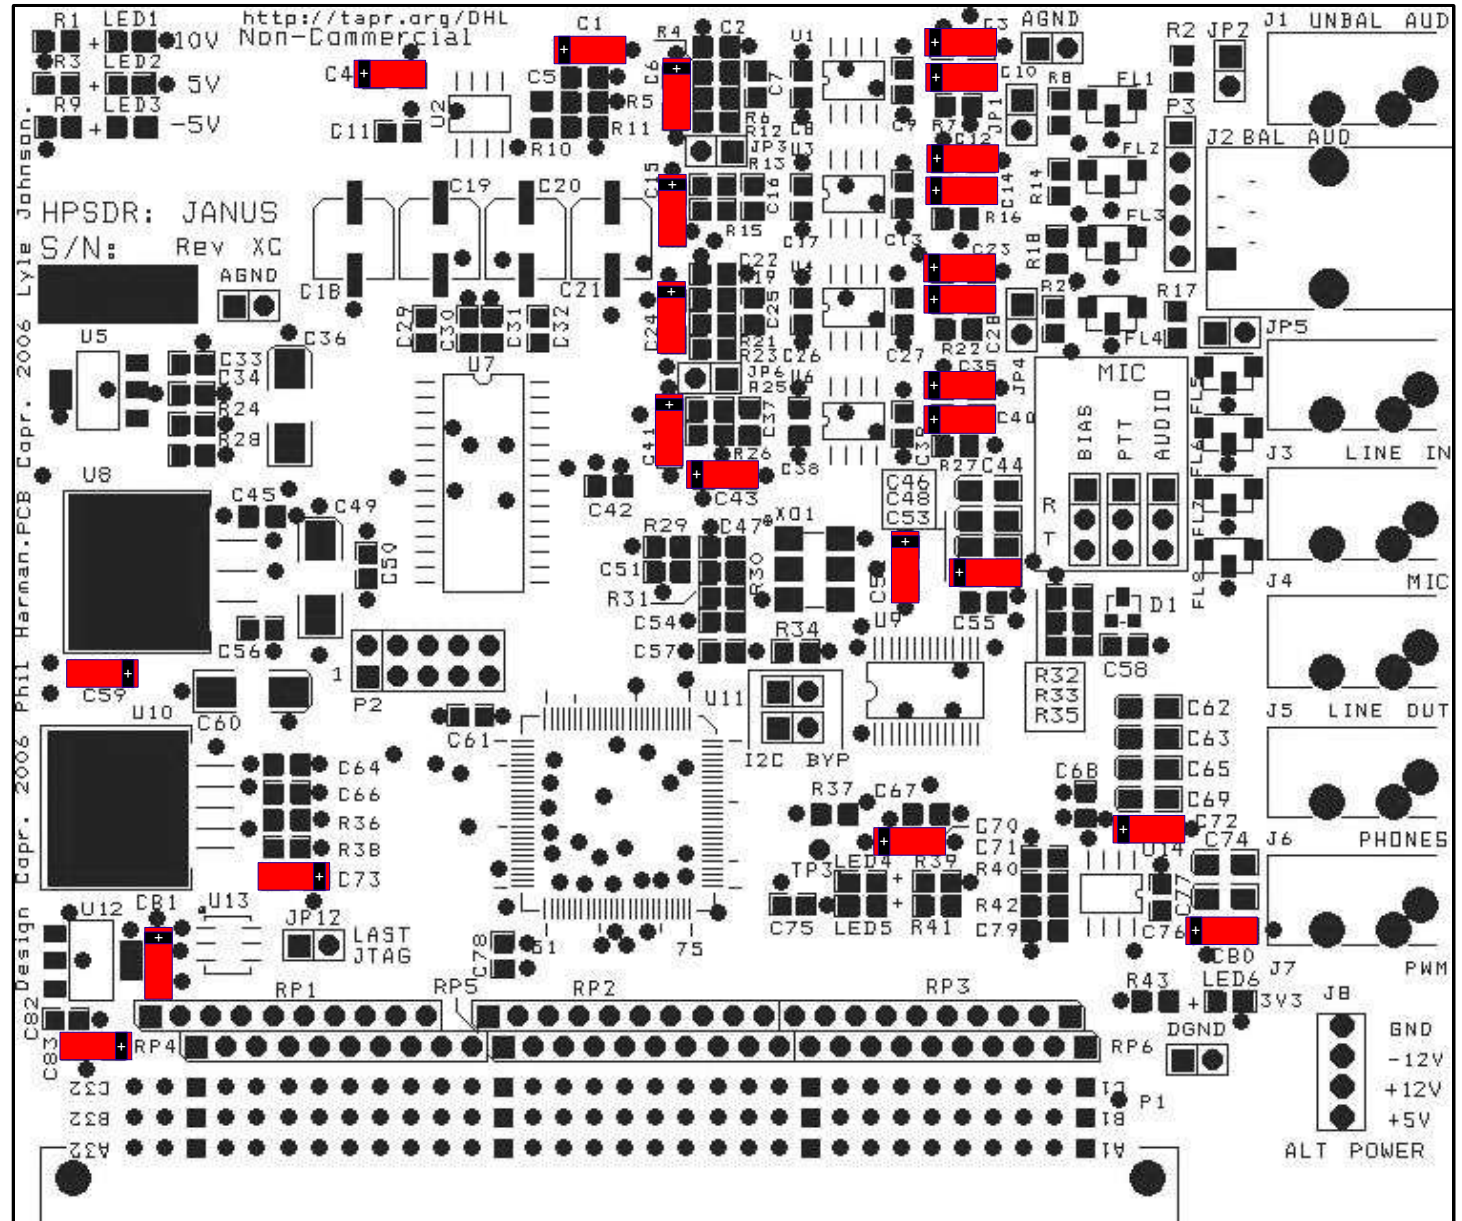 R1 LED1 http://tapr.org/OHL C1 R4 C2 U1 C3 AGND R2 JP2 J1 UNBAL AUD
+ 10V Non-Commercial
R3 LED2 C4 C5 C6 C7 C10 R8 FL1
+ 5V U2 R5 P3
R9 LED3 R6 C8 C9 R7 JP1
+ -5V C11 R11 R12 C12 J2 BAL AUD
R10 JP3 U3 FL2
R13
C15 C16 C14 R14
HPSDR: JANUS C19 C20 R16 FL3
S/N: Rev XC R15 C17 C13 C23 R18
AGND C22 U4
C18 C21 R19 R17
U5 C36 C29 C30 C31 C32 C24 C25 C28 JP5
C33 R21 R22 FL4
C34 U7 R23 C26 C27 C35 JP4 MIC
R24 JP6 U6 FL5
R28 R25 C37 C40 BIAS PTT AUDIO
C41 R26 C38 C39 R27 C44 FL6 J3 LINE IN
U8 C45 C49 C42 C43 C46
C48
C53 R T FL7
C50 R29 C47 X01
C51 R30 FL8 J4 MIC
R31 C55 D1
C56 C54 U9 C58
C57 R34
C59 1 P2 R32
R33
R35
C60 U11 C62 J5 LINE OUT
U10 C61 C63
C64 I2C BYP C65
C66 R37 C67 C68 C69
R36 C70 C72
R38 C71 C74 J6 PHONES
C73 TP3 LED4 + R39 R40 U14
C77
U12 C81 U13 JP12 LAST
JTAG C75 LED5 + R41 R42
C79 C76
C78 51 75 C80
RP1 RP5 RP2 RP3 R43 LED6 J7 PWM
C82 + 3V3 J8
C83 RP4 RP6 DGND GND
-12V
C32 C1 +12V
B32 B1 P1 +5V
A32 A1 ALT POWER
Design Capr. 2006 Phil Harman.PCB Capr. 2006 Lyle Johnson.